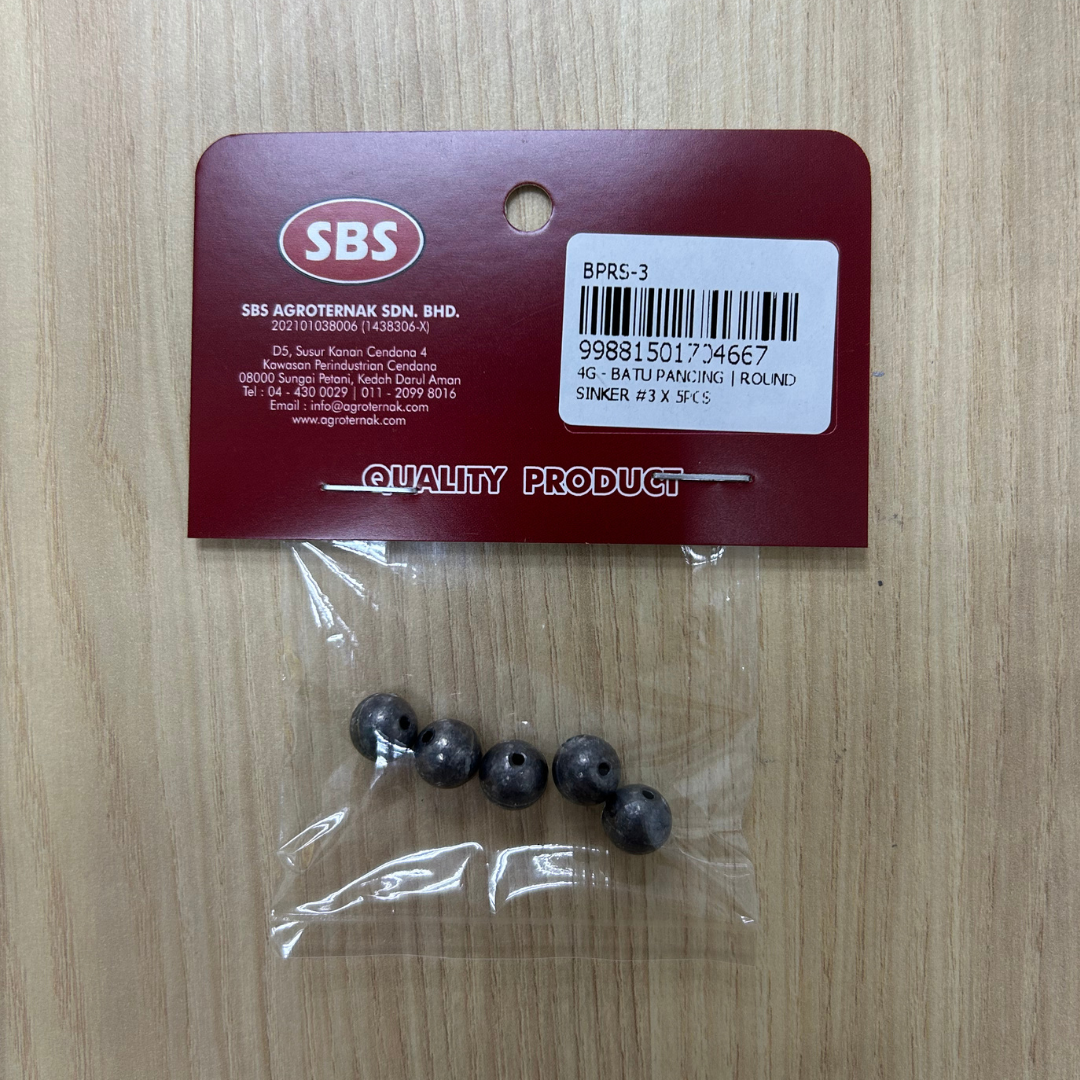 SBS
SBS AGROTERNAK SDN. BHD.
202101038006 (1438306-X)
D5, Susur Kanan Cendana 4
Kawasan Perindustrian Cendana
08000 Sungai Petani, Kedah Darul Aman
Tel : 04 - 430 0029 | 011 - 2099 8016
Email : info@agroternak.com
www.agroternak.com
BPRS-3
99881501704667
4G - BATU PANCING | ROUND
SINKER #3 X 5PCS
QUALITY PRODUCT